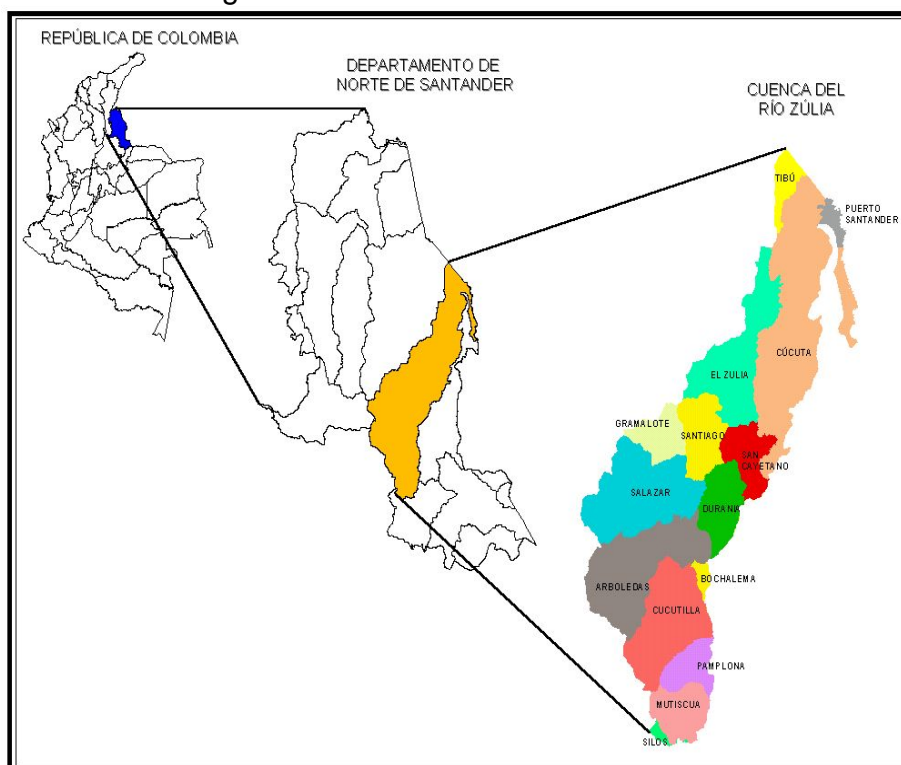 REPÚBLICA DE COLOMBIA
DEPARTAMENTO DE
NORTE DE SANTANDER
CUENCA DEL
RÍO ZÚLIA
TIBÚ
PUERTO
SANTANDER
CÚCUTA
EL ZULIA
GRAMALOTE
SANTIAGO
SAN
CAYETANO
SALAZAR
DURANIA
BOCHALEMA
ARBOLEDAS
CUCUTILLA
PAMPLONA
MUTISCUA
SILOS